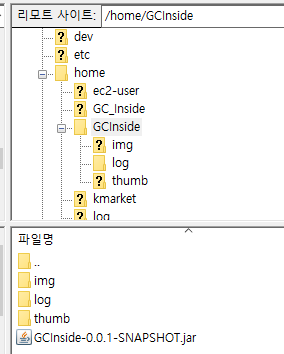 리모트 사이트: /home/GCInside
dev
etc
home
ec2-user
GC_Inside
GCInside
img
log
thumb
kmarket
log
파일명
..
img
log
thumb
GCInside-0.0.1-SNAPSHOT.jar